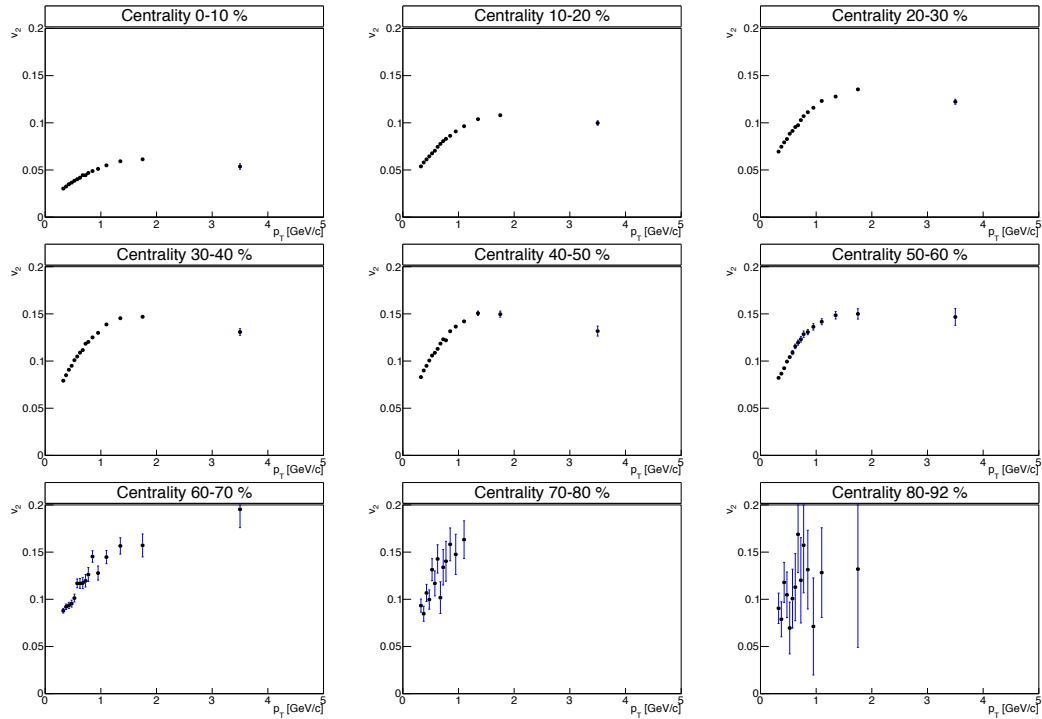 Centrality 0-10 %
Centrality 10-20 %
Centrality 20-30 %
v2
0.2
0.15
0.1
0.05
0
0 1 2 3 4 5
pT [GeV/c]
v2
0.2
0.15
0.1
0.05
0
0 1 2 3 4 5
pT [GeV/c]
v2
0.2
0.15
0.1
0.05
0
0 1 2 3 4 5
pT [GeV/c]
Centrality 30-40 %
Centrality 40-50 %
Centrality 50-60 %
v2
0.2
0.15
0.1
0.05
0
0 1 2 3 4 5
pT [GeV/c]
v2
0.2
0.15
0.1
0.05
0
0 1 2 3 4 5
pT [GeV/c]
v2
0.2
0.15
0.1
0.05
0
0 1 2 3 4 5
pT [GeV/c]
Centrality 60-70 %
Centrality 70-80 %
Centrality 80-92 %
v2
0.2
0.15
0.1
0.05
0
0 1 2 3 4 5
pT [GeV/c]
v2
0.2
0.15
0.1
0.05
0
0 1 2 3 4 5
pT [GeV/c]
v2
0.2
0.15
0.1
0.05
0
0 1 2 3 4 5
pT [GeV/c]